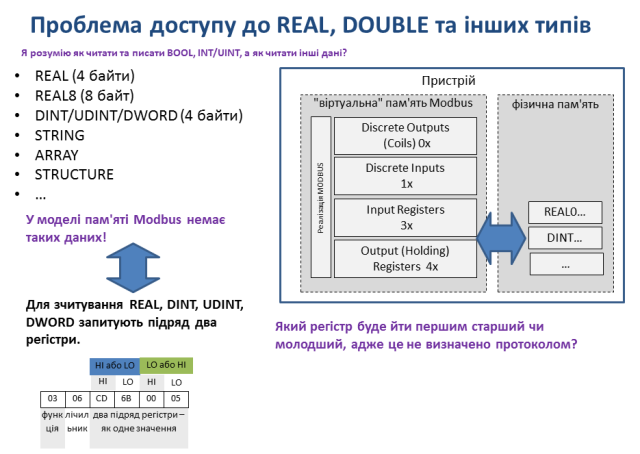 Проблема доступу до REAL, DOUBLE та інших типів
Я розумію як читати та писати BOOL, INT/UINT, а як читати інші дані?
• REAL (4 байти)
• REAL8 (8 байт)
• DINT/UDINT/DWORD (4 байти)
• STRING
• ARRAY
• STRUCTURE
• ...
У моделі пам'яті Modbus немає
таких даних!
Для зчитування REAL, DINT, UDINT,
DWORD запитують підряд два
регістри.
HI або LO LO або HI
HI LO HI LO
03 06 CD 6B 00 05
функ лічил два підряд регістри –
ція ьник як одне значення
Пристрій
"віртуальна" пам'ять Modbus
фізична пам'ять
Реалізація MODBUS
Discrete Outputs
(Coils) 0x
Discrete Inputs
1x
Input Registers
3x
Output (Holding)
Registers 4x
REAL0...
DINT...
...
Який регістр буде йти першим старший чи
молодший, адже це не визначено протоколом?